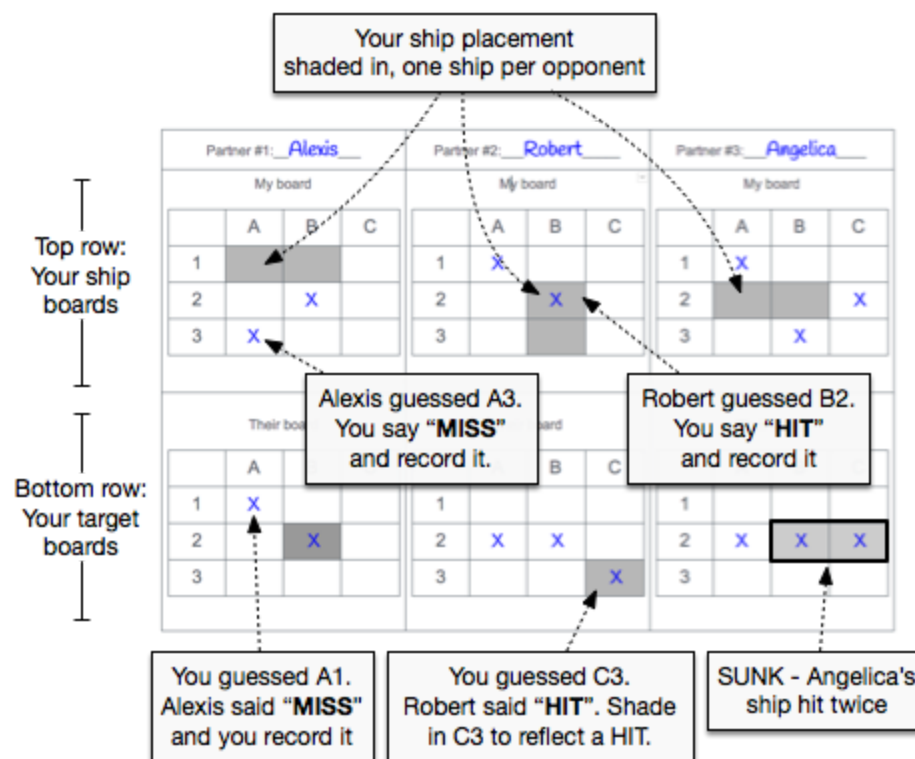 Your ship placement
shaded in, one ship per opponent
Partner #1: Alexis
Partner #2: Robert
Partner #3: Angelica
My board
My board
My board
A B C
A B C
A B C
1
1 X
1 X
2 X
2 X
2 X
3 X
3
3 X
Top row:
Your ship
boards
Alexis guessed A3.
You say “MISS”
and record it.
Robert guessed B2.
You say “HIT”
and record it
Their
A
A B C
1 X
1
1
2 X
2 X X
2 X X X
3
3 X
3
Bottom row:
Your target
boards
You guessed A1.
Alexis said “MISS”
and you record it
You guessed C3.
Robert said “HIT”. Shade
in C3 to reflect a HIT.
SUNK - Angelica's
ship hit twice